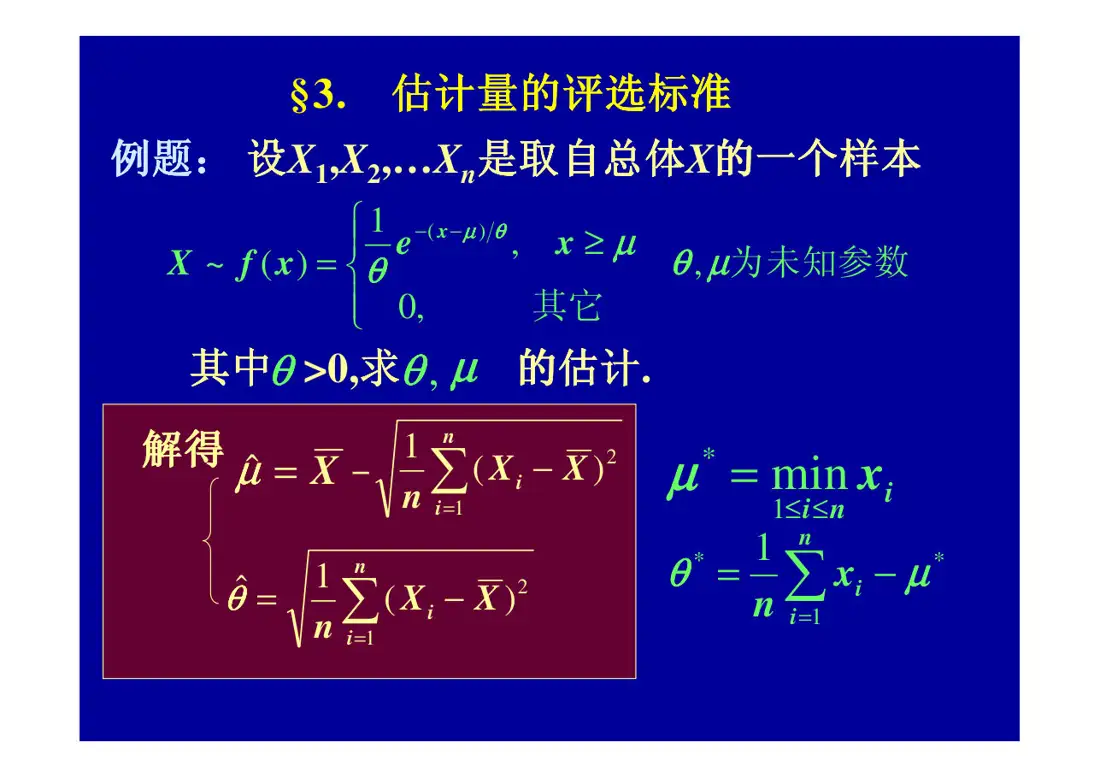 §3. 估计量的评选标准
例题： 设X₁,X₂,…Xₙ是取自总体X的一个样本
X ~ f(x) = { (1/θ) e^{-(x-μ)/θ}, x ≥ μ
0, 其它
θ,μ为未知参数
其中θ >0,求θ, μ 的估计.
解得
μ̂ = X̄ − √( (1/n) ∑_{i=1}^{n} (X_i − X̄)² )
θ̂ = √( (1/n) ∑_{i=1}^{n} (X_i − X̄)² )
μ* = min_{1≤i≤n} x_i
θ* = (1/n) ∑_{i=1}^{n} x_i − μ*